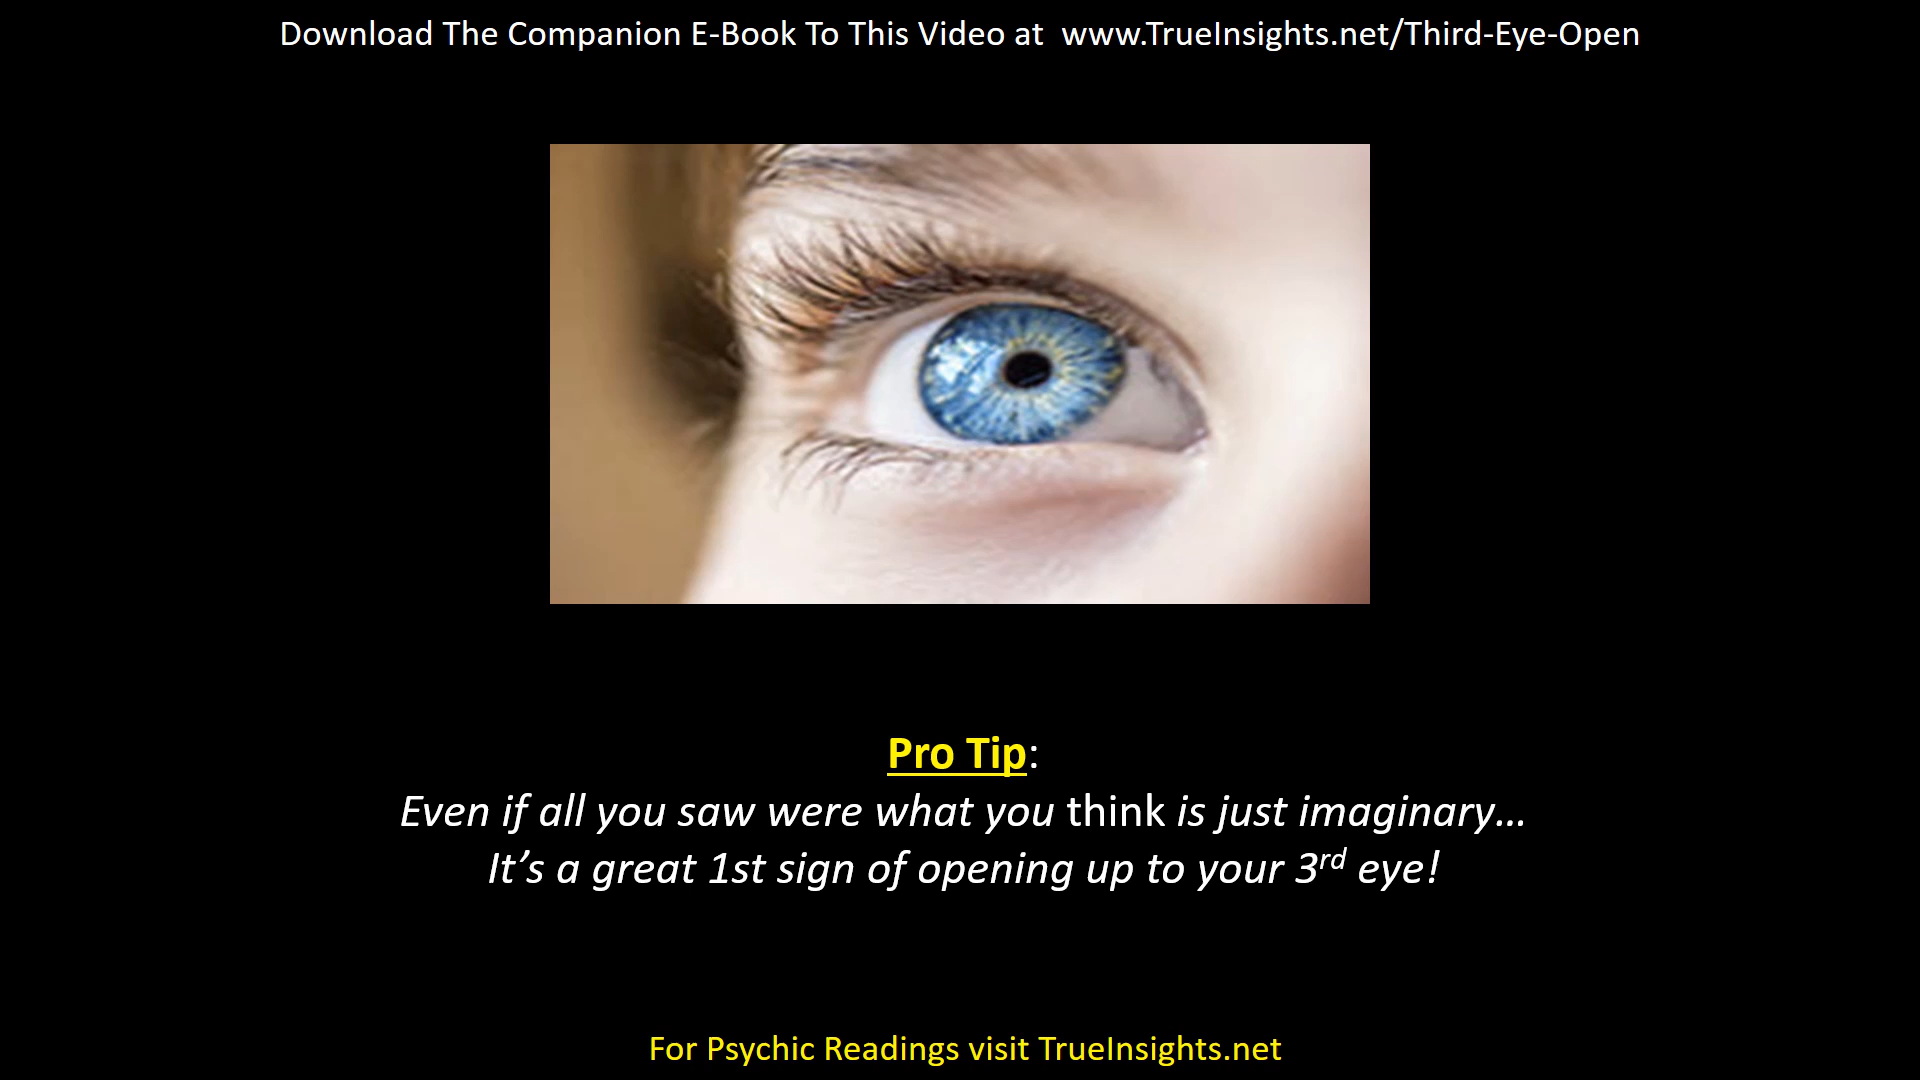 Download The Companion E-Book To This Video at  www.TrueInsights.net/Third-Eye-Open
Pro Tip:
Even if all you saw were what you think is just imaginary…
It’s a great 1st sign of opening up to your 3rd eye!
For Psychic Readings visit TrueInsights.net